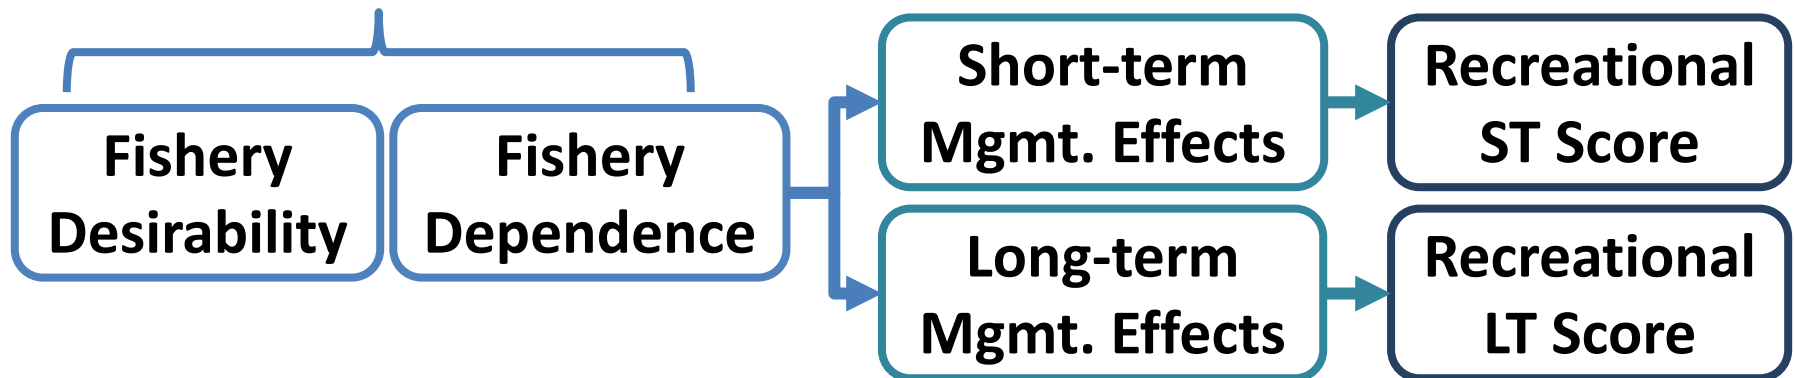 Fishery
Desirability
Fishery
Dependence
Short-term
Mgmt. Effects
Recreational
ST Score
Long-term
Mgmt. Effects
Recreational
LT Score